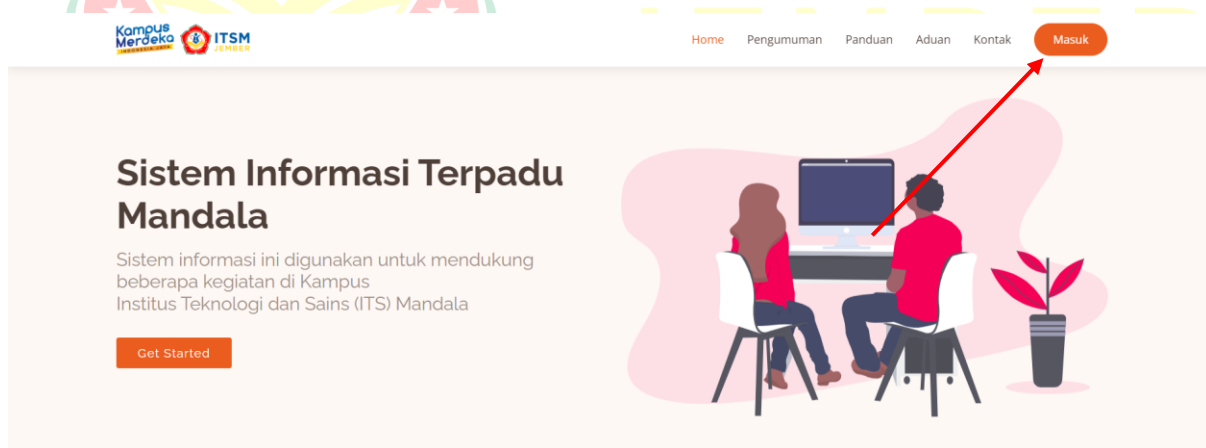 Kampus
Merdeka
INDONESIA JAYA
ITSM
JEMBER
Home Pengumuman Panduan Aduan Kontak Masuk
Sistem Informasi Terpadu
Mandala
Sistem informasi ini digunakan untuk mendukung
beberapa kegiatan di Kampus
Institus Teknologi dan Sains (ITS) Mandala
Get Started